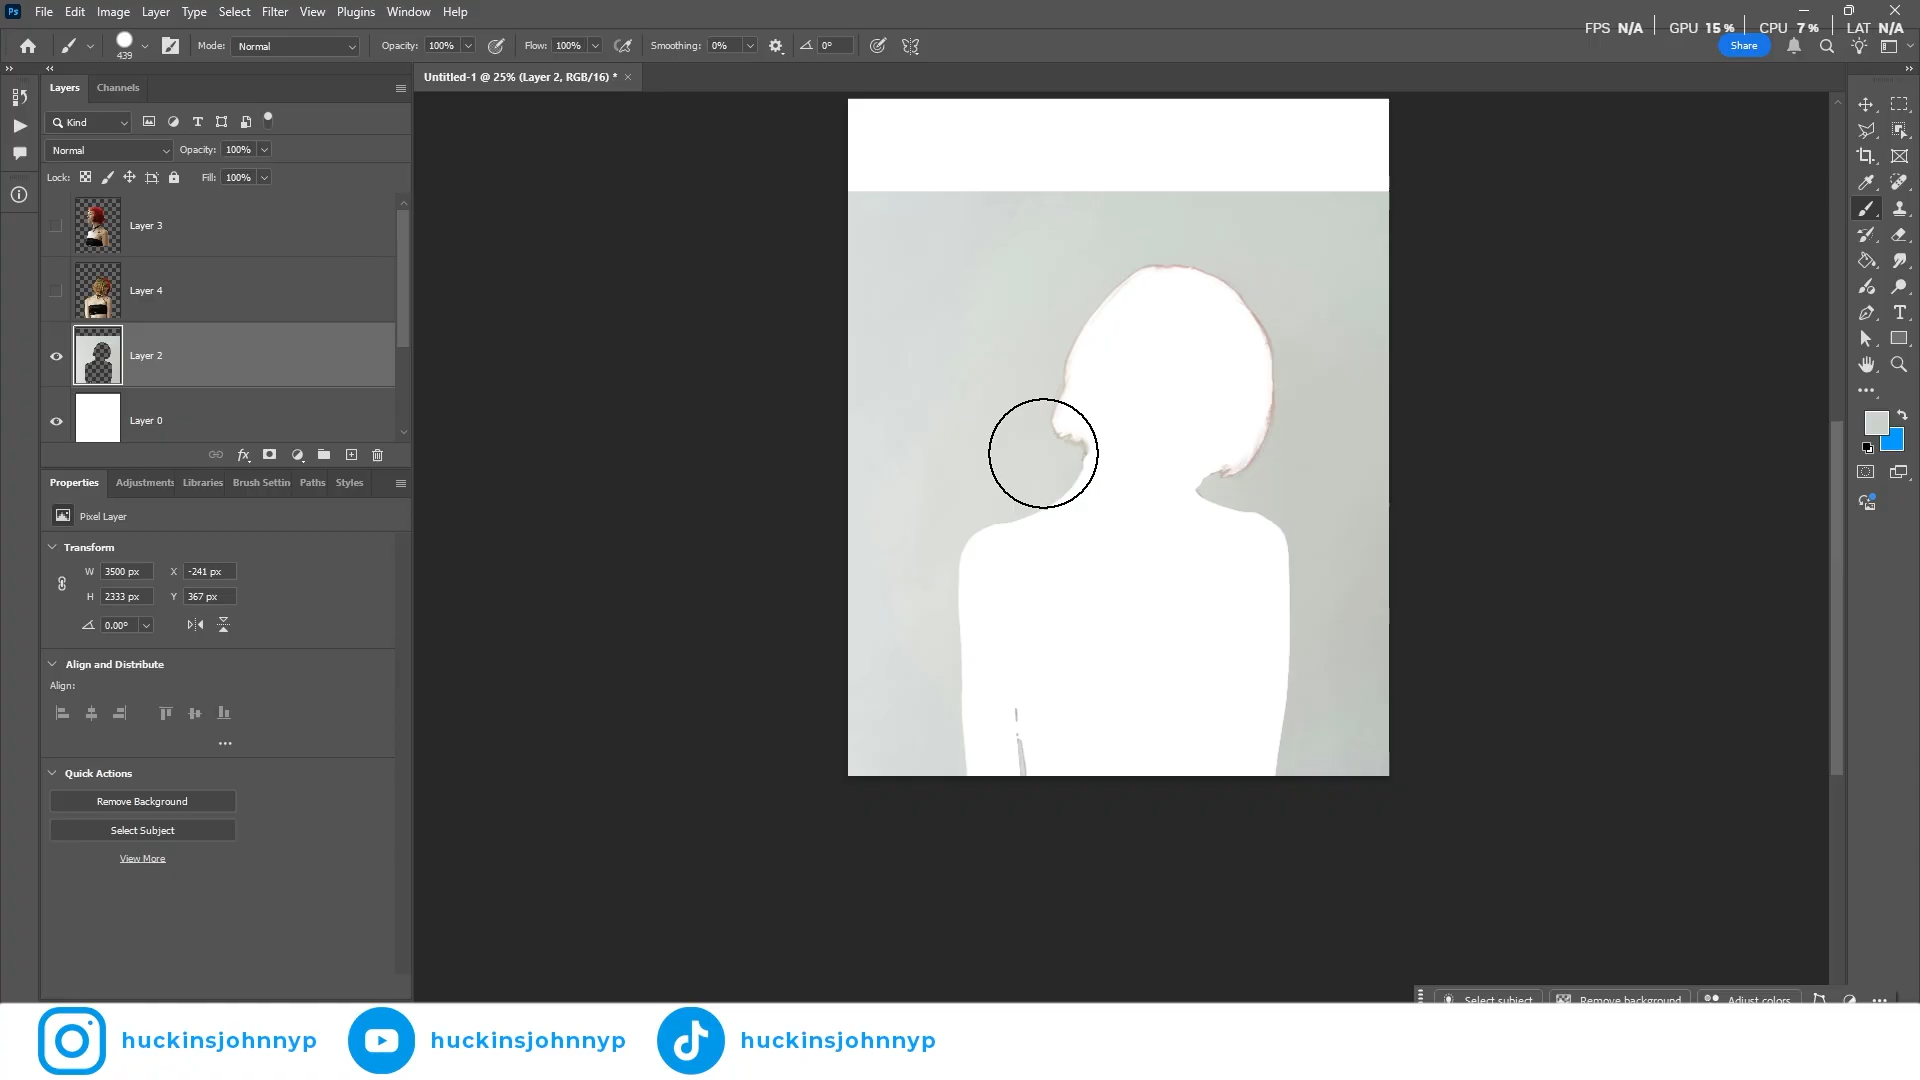 Ps File Edit Image Layer Type Select Filter View Plugins Window Help
FPS N/A GPU 15 % CPU 7 % LAT N/A
439 Mode: Normal Opacity: 100% Flow: 100% Smoothing: 0% 0° Share
Layers Channels
Untitled-1 @ 25% (Layer 2, RGB/16) *
Kind
Normal Opacity: 100%
Lock: Fill: 100%
Layer 3
Layer 4
Layer 2
Layer 0
fx
Properties Adjustments Libraries Brush Settin Paths Styles
Pixel Layer
Transform
W 3500 px X -241 px
H 2333 px Y 367 px
0.00°
Align and Distribute
Align:
Quick Actions
Remove Background
Select Subject
View More
Select subject Remove background Adjust colors
huckinsjohnnyp huckinsjohnnyp huckinsjohnnyp